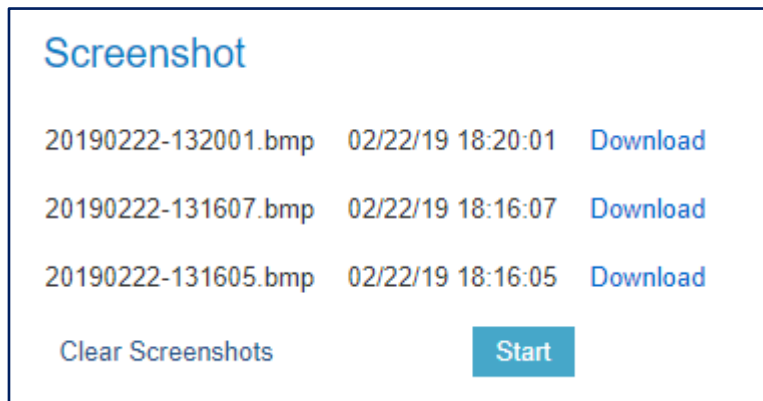 Screenshot
20190222-132001.bmp 02/22/19 18:20:01 Download
20190222-131607.bmp 02/22/19 18:16:07 Download
20190222-131605.bmp 02/22/19 18:16:05 Download
Clear Screenshots Start